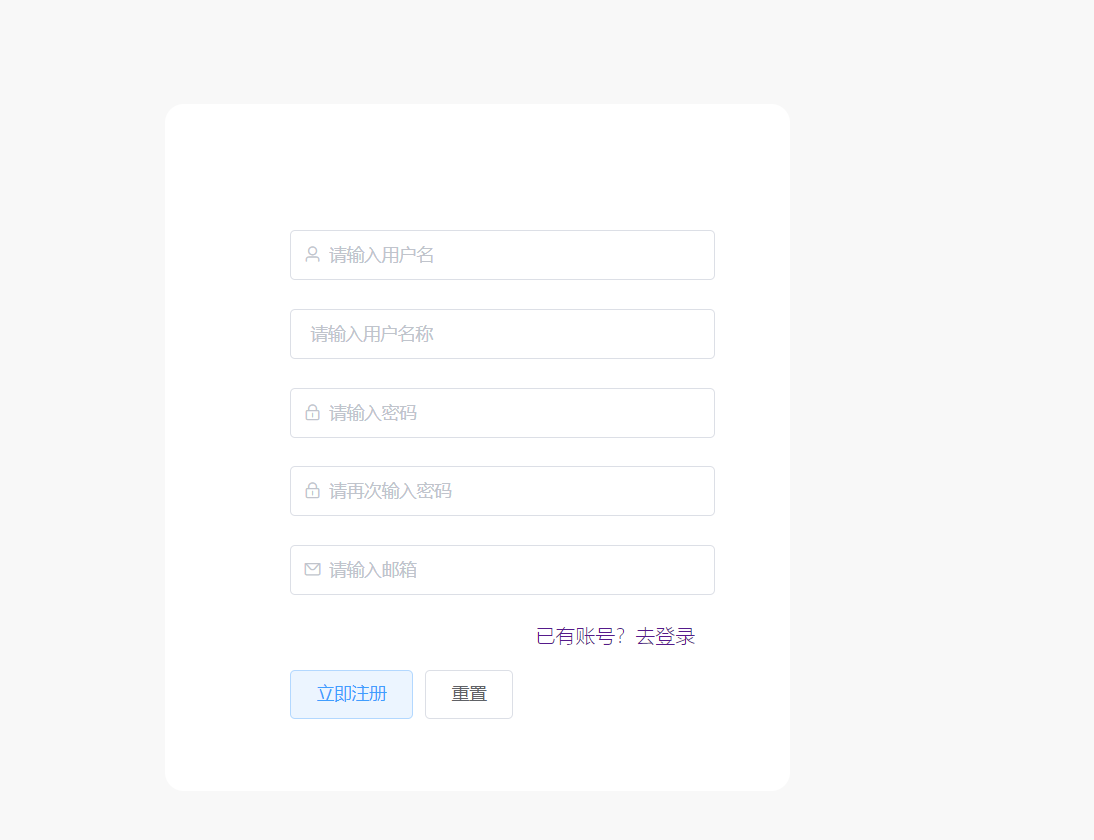 请输入用户名
请输入用户名称
请输入密码
请再次输入密码
请输入邮箱
已有账号？去登录
立即注册 重置